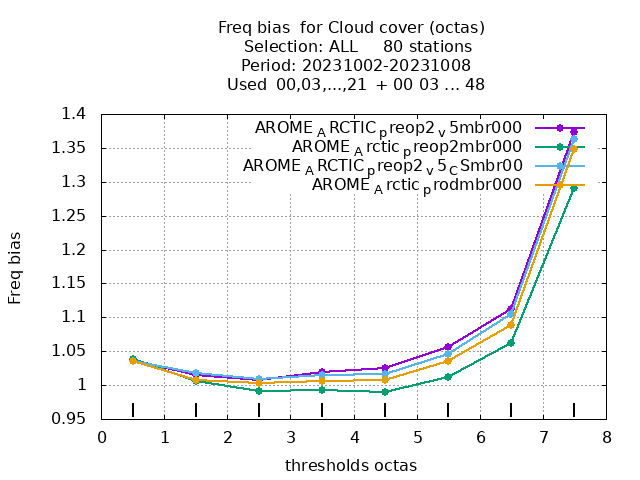 Freq bias for Cloud cover (octas)
Selection: ALL 80 stations
Period: 20231002-20231008
Used 00,03,...,21 + 00 03 ... 48
AROME_ARCTIC_preop2_v5mbr000
AROME_Arctic_preop2mbr000
AROME_ARCTIC_preop2_v5_CSmbr00
AROME_Arctic_prodmbr000
1.4
1.35
1.3
1.25
1.2
1.15
1.1
1.05
1
0.95
Freq bias
0 1 2 3 4 5 6 7 8
thresholds octas